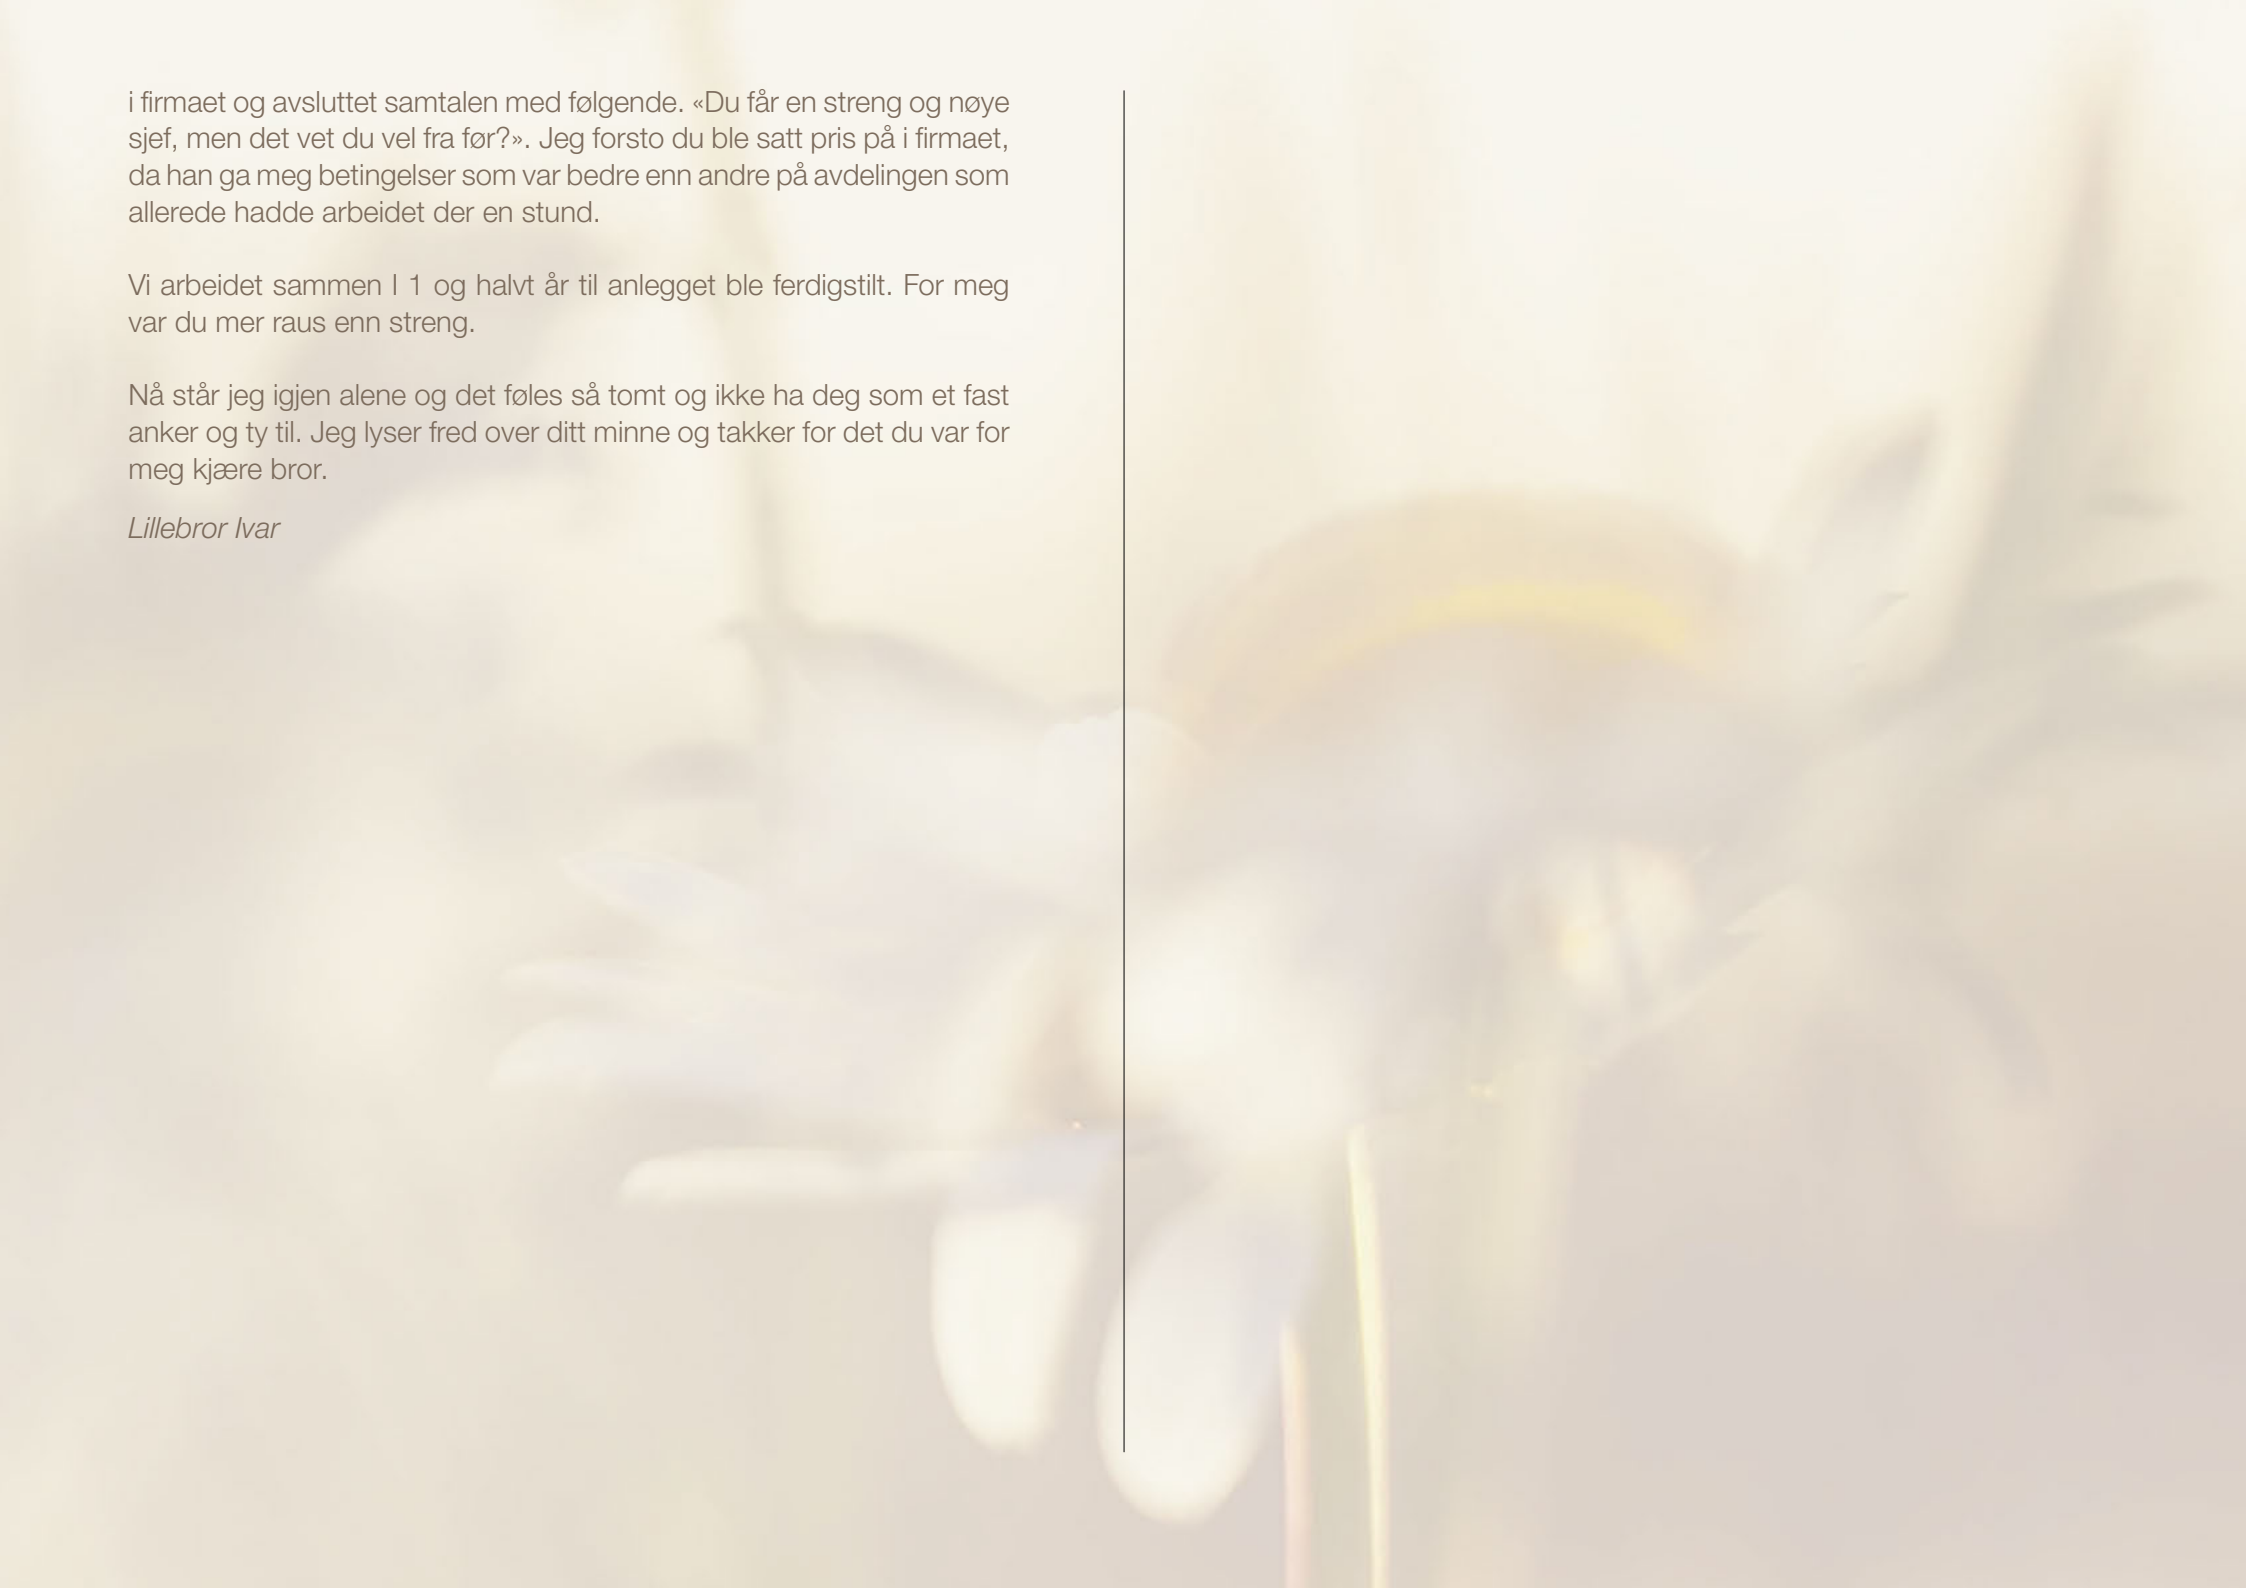 i firmaet og avsluttet samtalen med følgende. «Du får en streng og nøye
sjef, men det vet du vel fra før?». Jeg forsto du ble satt pris på i firmaet,
da han ga meg betingelser som var bedre enn andre på avdelingen som
allerede hadde arbeidet der en stund.
Vi arbeidet sammen I 1 og halvt år til anlegget ble ferdigstilt. For meg
var du mer raus enn streng.
Nå står jeg igjen alene og det føles så tomt og ikke ha deg som et fast
anker og ty til. Jeg lyser fred over ditt minne og takker for det du var for
meg kjære bror.
Lillebror Ivar